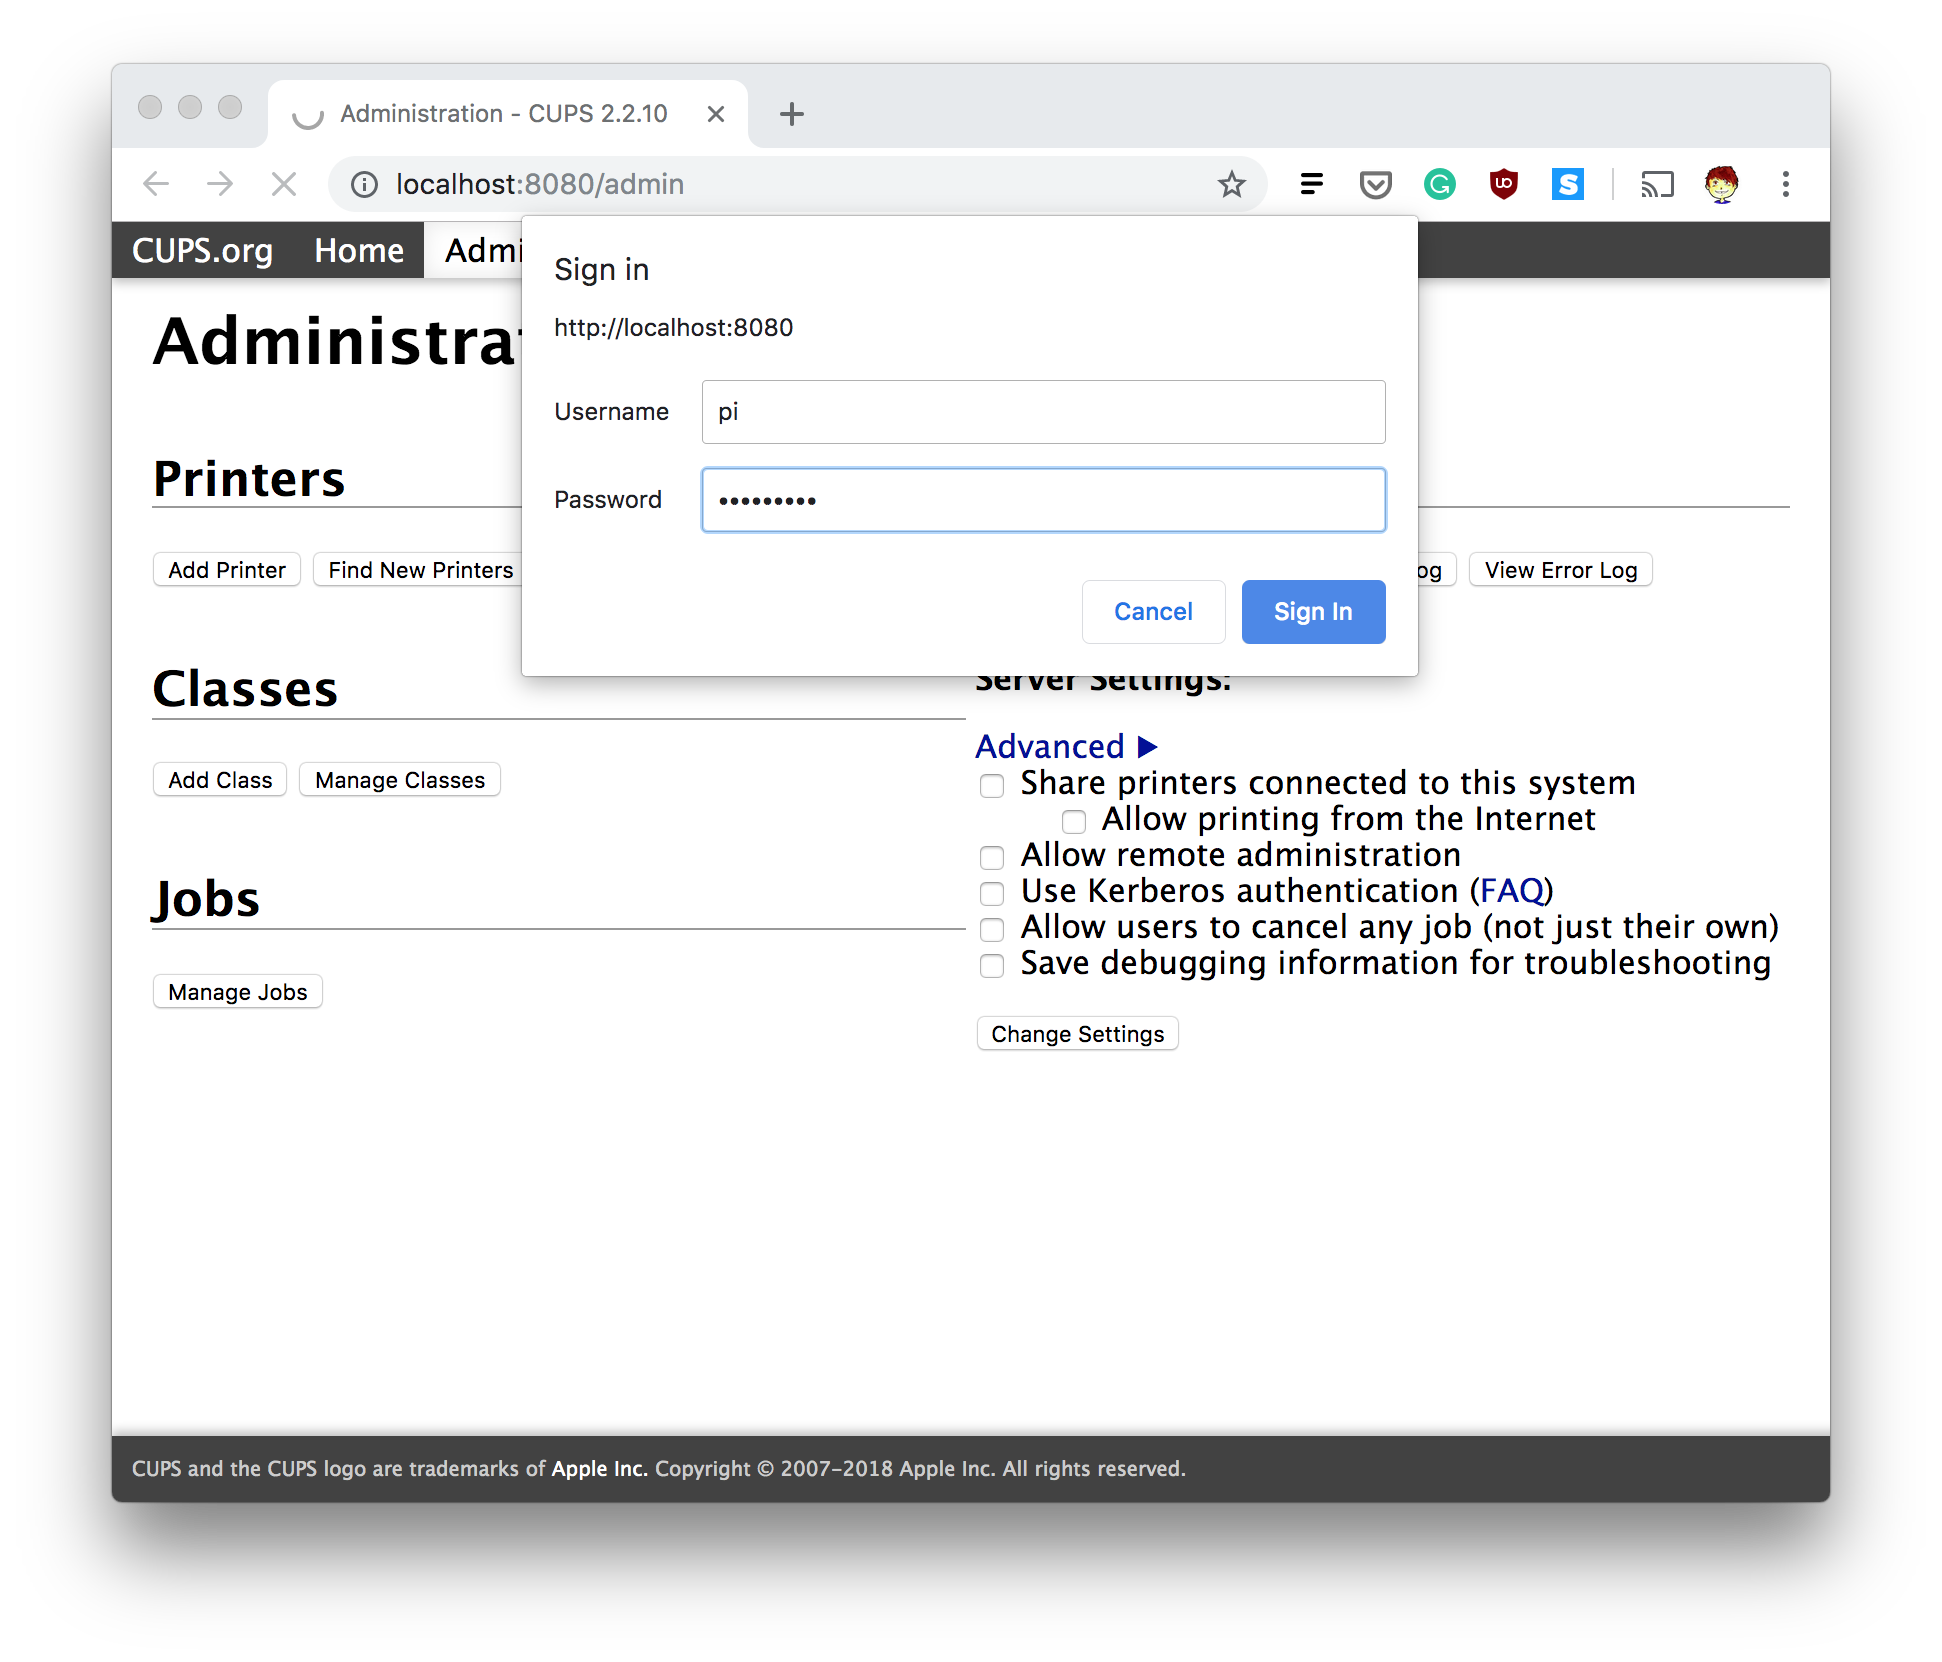 Administration - CUPS 2.2.10
localhost:8080/admin
CUPS.org Home
Sign in
http://localhost:8080
Username pi
Password
Cancel Sign In
Printers
Add Printer Find New Printers View Error Log
Classes
Server Settings:
Add Class Manage Classes
Advanced ▶
Share printers connected to this system
Allow printing from the Internet
Allow remote administration
Use Kerberos authentication (FAQ)
Allow users to cancel any job (not just their own)
Save debugging information for troubleshooting
Jobs
Manage Jobs
Change Settings
CUPS and the CUPS logo are trademarks of Apple Inc. Copyright © 2007-2018 Apple Inc. All rights reserved.